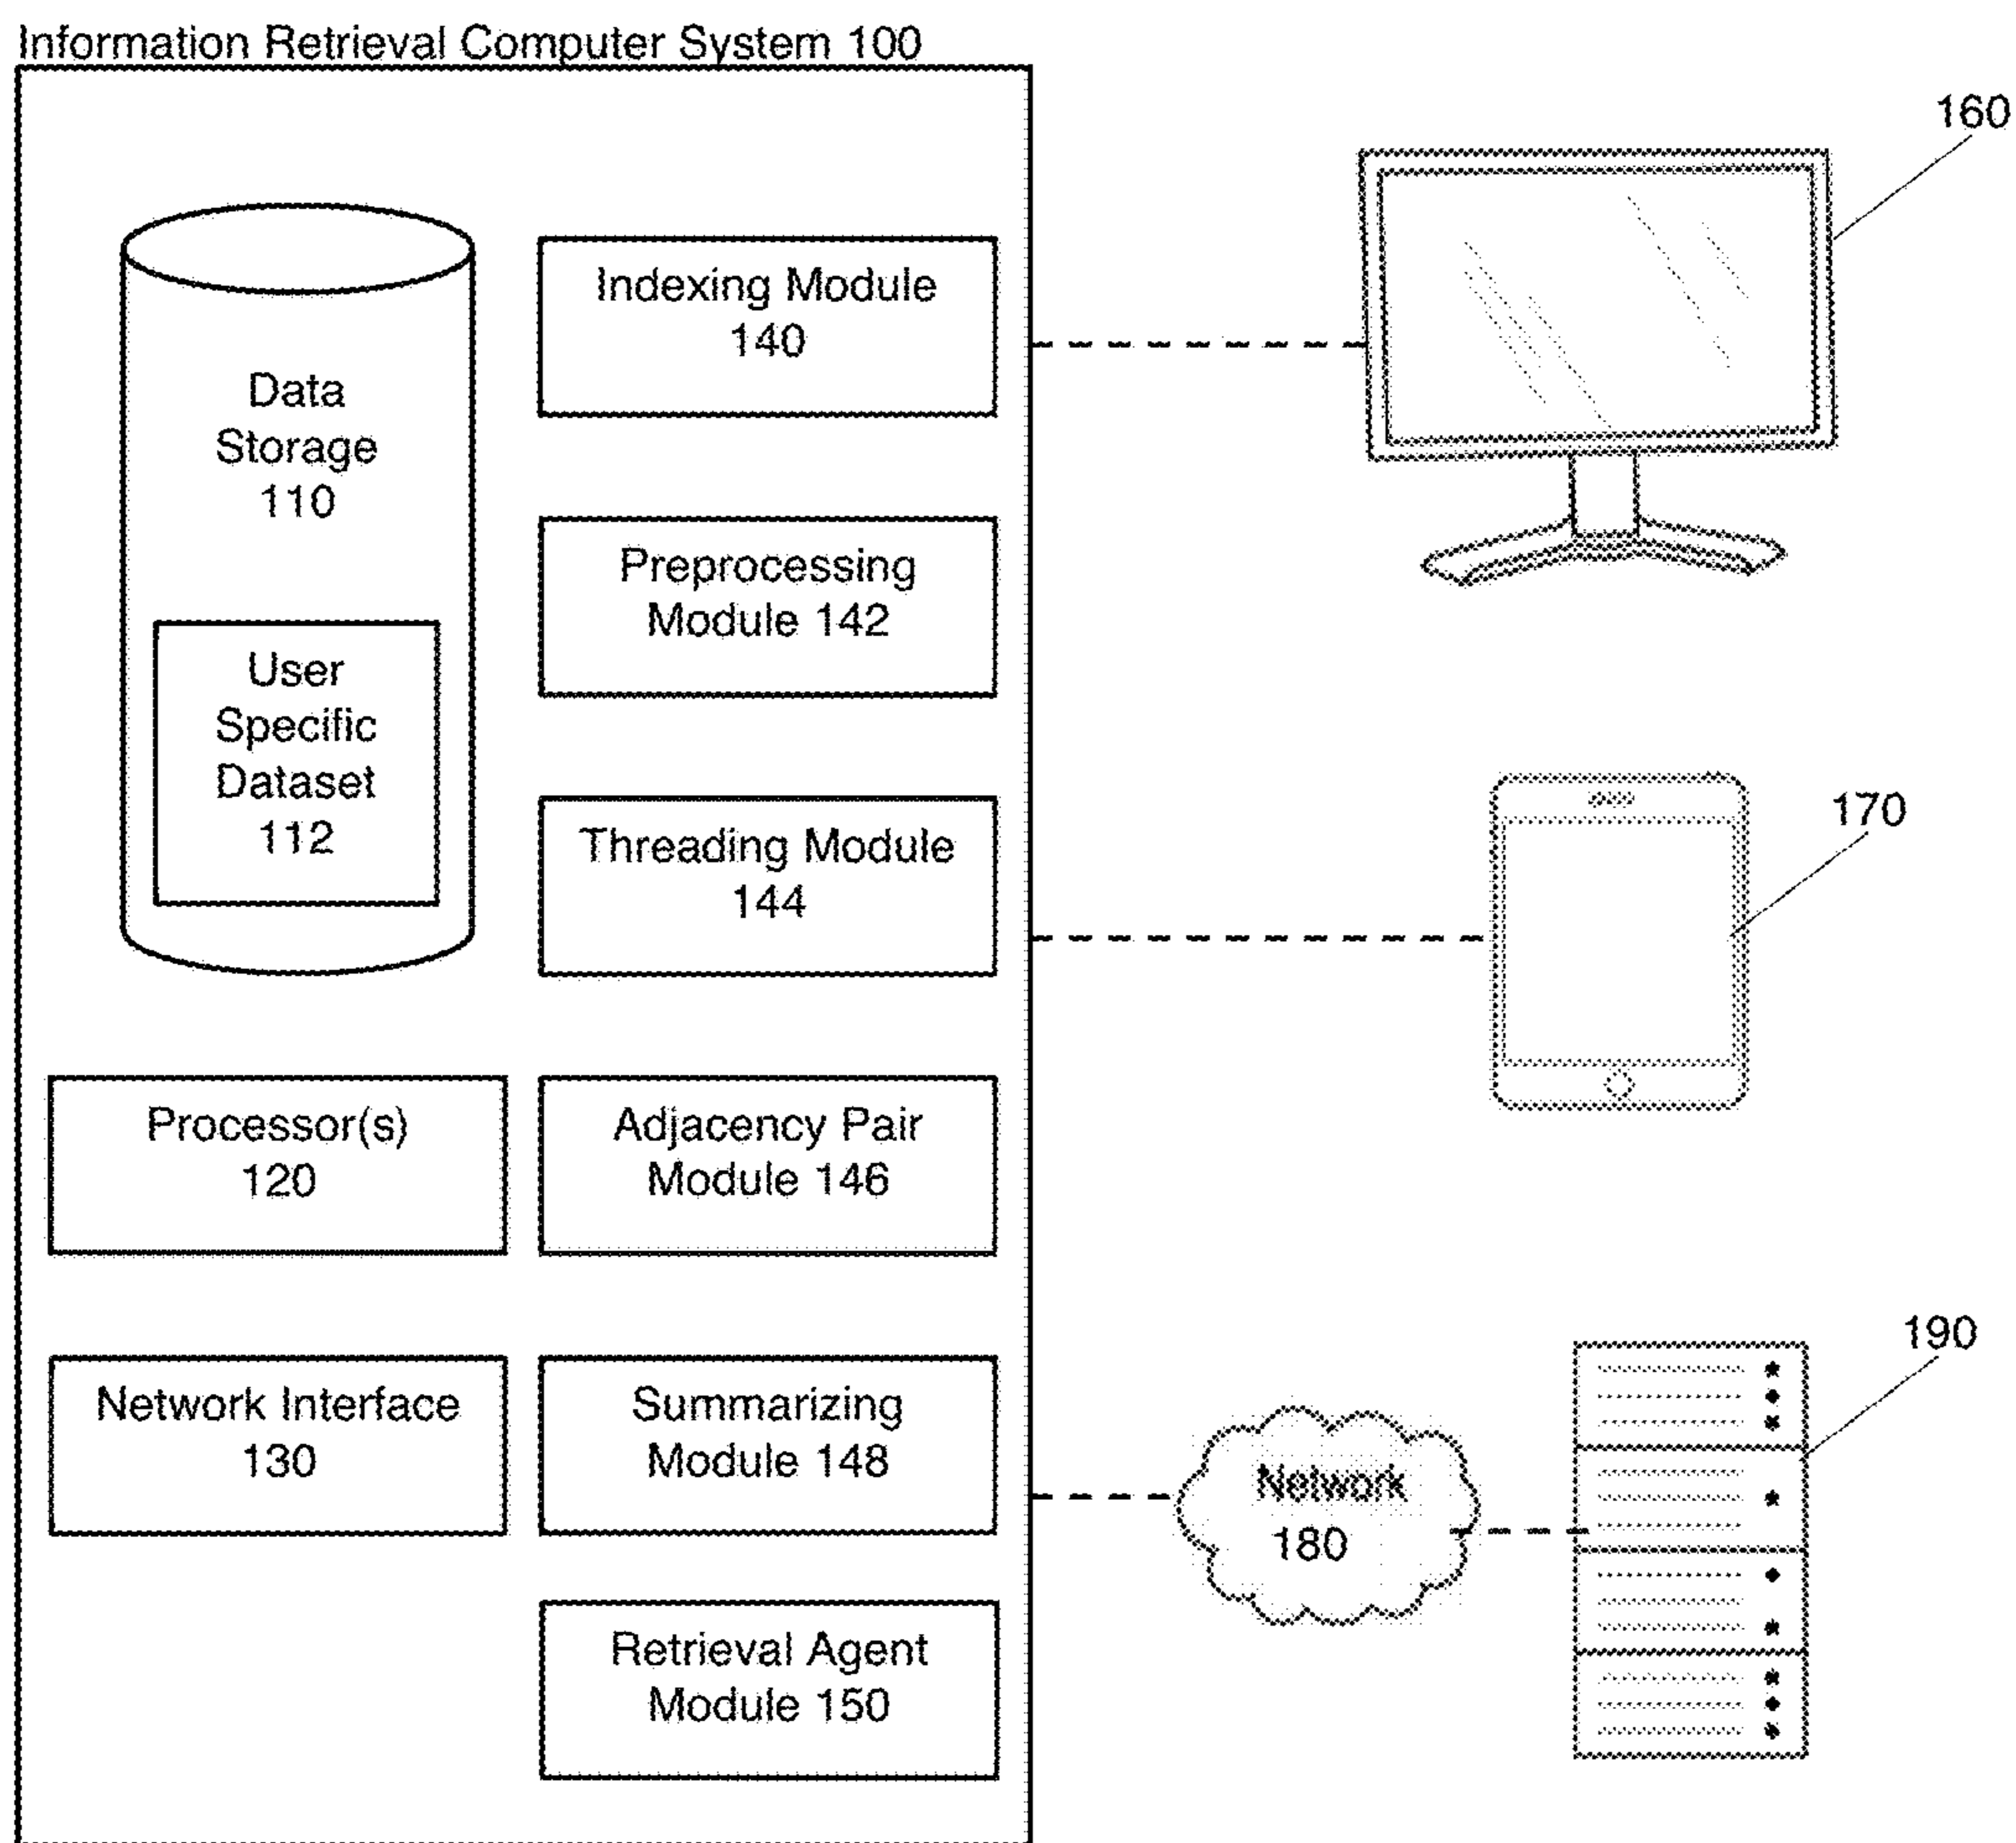 Information Retrieval Computer System 100
Data
Storage
110
User
Specific
Dataset
112
Indexing Module
140
Preprocessing
Module 142
Threading Module
144
Processor(s)
120
Adjacency Pair
Module 146
Network Interface
130
Summarizing
Module 148
Retrieval Agent
Module 150
160
170
Network
180
190